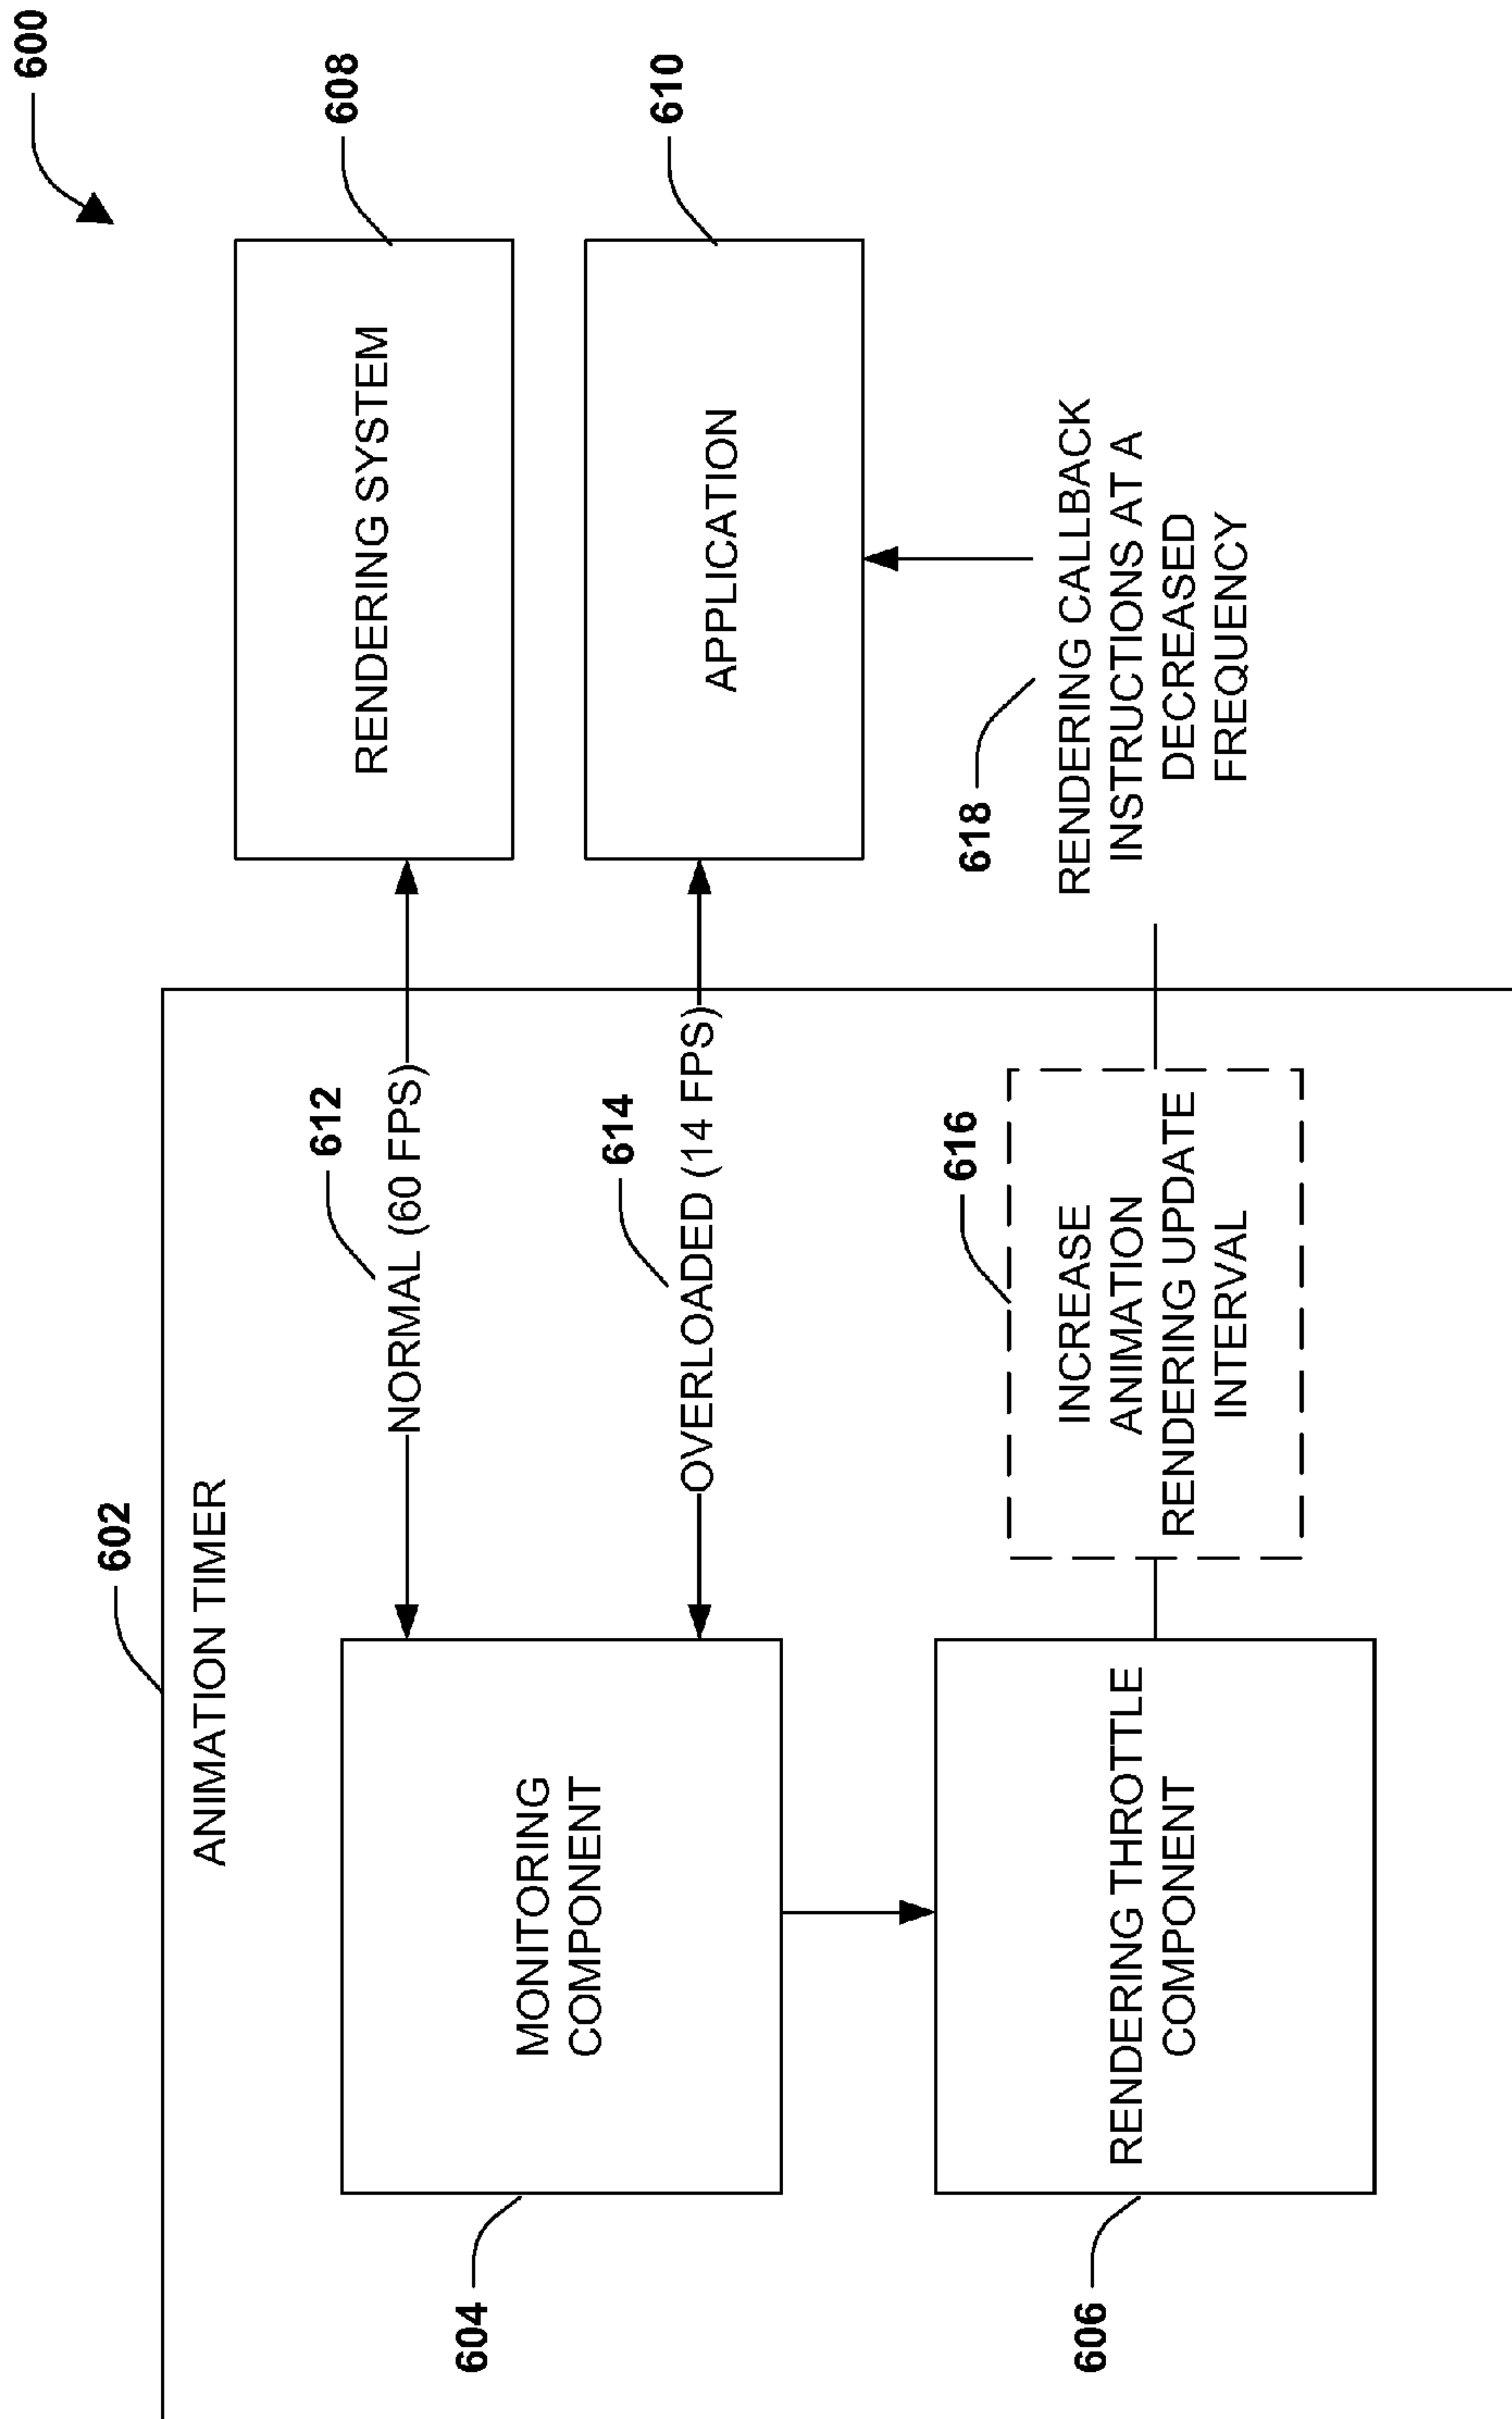 600
602
ANIMATION TIMER
604
MONITORING
COMPONENT
612
NORMAL (60 FPS)
608
RENDERING SYSTEM
614
OVERLOADED (14 FPS)
610
APPLICATION
606
RENDERING THROTTLE
COMPONENT
616
INCREASE
ANIMATION
RENDERING UPDATE
INTERVAL
618
RENDERING CALLBACK
INSTRUCTIONS AT A
DECREASED
FREQUENCY